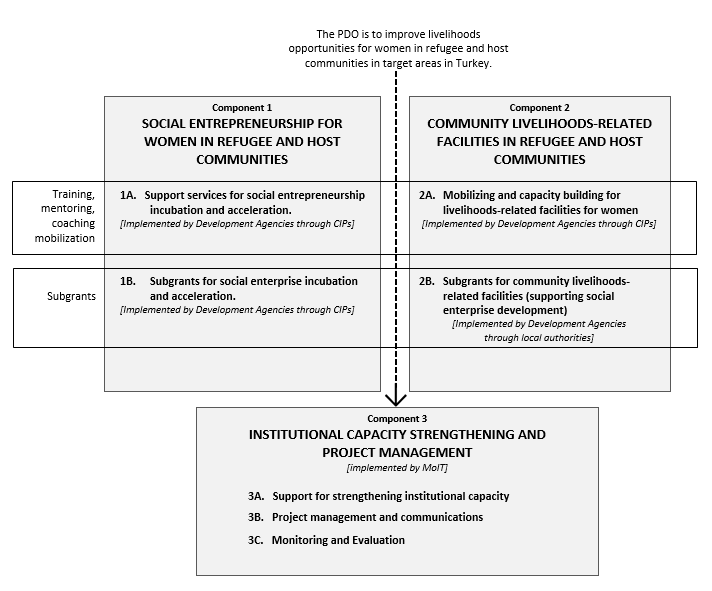 The PDO is to improve livelihoods
opportunities for women in refugee and host
communities in target areas in Turkey.
Component 1
SOCIAL ENTREPRENEURSHIP FOR
WOMEN IN REFUGEE AND HOST
COMMUNITIES
Component 2
COMMUNITY LIVELIHOODS-RELATED
FACILITIES IN REFUGEE AND HOST
COMMUNITIES
Training,
mentoring,
coaching
mobilization
1A. Support services for social entrepreneurship
incubation and acceleration.
[Implemented by Development Agencies through CIPs]
2A. Mobilizing and capacity building for
livelihoods-related facilities for women
[Implemented by Development Agencies through CIPs]
Subgrants
1B. Subgrants for social enterprise incubation
and acceleration.
[Implemented by Development Agencies through CIPs]
2B. Subgrants for community livelihoods-
related facilities (supporting social
enterprise development)
[Implemented by Development Agencies
through local authorities]
Component 3
INSTITUTIONAL CAPACITY STRENGTHENING AND
PROJECT MANAGEMENT
[implemented by MoIT]
3A. Support for strengthening institutional capacity
3B. Project management and communications
3C. Monitoring and Evaluation